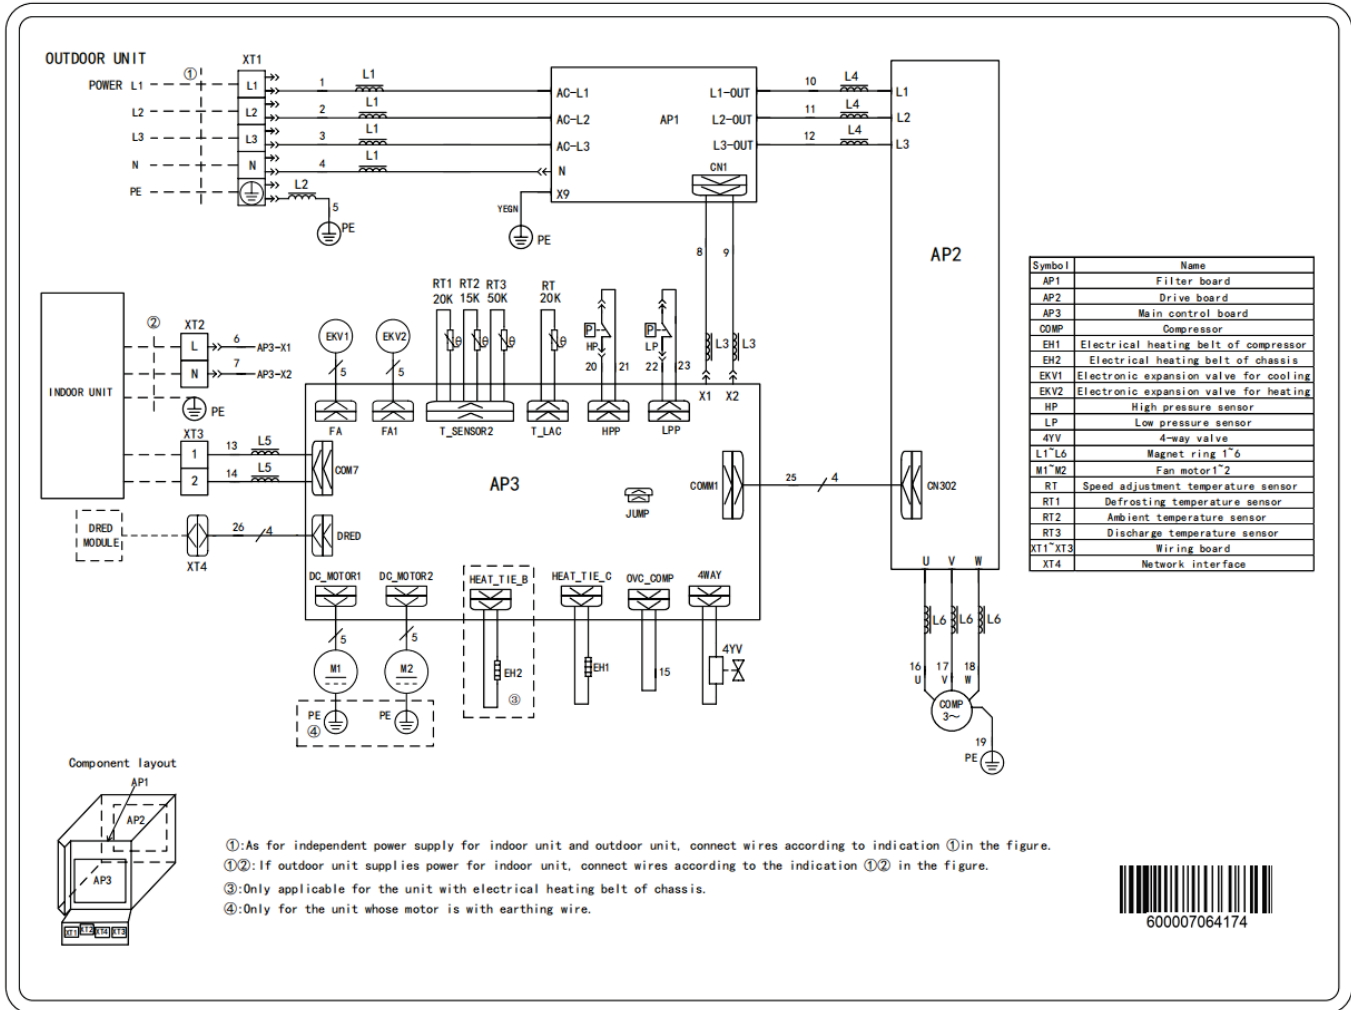 OUTDOOR UNIT
XT1
①
POWER L1
L1
1
L1
AC-L1
L1-OUT
10
L4
L1
L2
L2
2
L1
AC-L2
AP1
L2-OUT
11
L4
L2
L3
L3
3
L1
AC-L3
L3-OUT
12
L4
L3
N
N
4
L1
N
CN1
PE
L2
X9
5
PE
YEGN
PE
8
9
AP2
INDOOR UNIT
②
XT2
L
6
AP3-X1
N
7
AP3-X2
PE
XT3
1
13
L5
2
14
L5
COM7
DRED
MODULE
XT4
26
4
DRED
EKV1
5
FA
EKV2
5
FA1
RT1 RT2 RT3
20K 15K 50K
θ
θ
θ
T_SENSOR2
RT
20K
θ
T_LAC
P
HP
20
21
HPP
P
LP
22
23
LPP
L3
L3
X1
X2
AP3
JUMP
COMM1
25
4
CN302
DC_MOTOR1
DC_MOTOR2
HEAT_TIE_B
HEAT_TIE_C
OVC_COMP
4WAY
5
5
M1
M2
PE
PE
④
EH2
③
EH1
15
4YV
U
V
W
L6
L6
L6
16
17
18
U
V
W
COMP
3~
19
PE
Symbol Name
AP1 Filter board
AP2 Drive board
AP3 Main control board
COMP Compressor
EH1 Electrical heating belt of compressor
EH2 Electrical heating belt of chassis
EKV1 Electronic expansion valve for cooling
EKV2 Electronic expansion valve for heating
HP High pressure sensor
LP Low pressure sensor
4YV 4-way valve
L1~L6 Magnet ring 1~6
M1~M2 Fan motor1~2
RT Speed adjustment temperature sensor
RT1 Defrosting temperature sensor
RT2 Ambient temperature sensor
RT3 Discharge temperature sensor
XT1~XT3 Wiring board
XT4 Network interface
Component layout
AP1
AP2
AP3
XT1 XT2 XT4 XT3
①:As for independent power supply for indoor unit and outdoor unit, connect wires according to indication ①in the figure.
①②:If outdoor unit supplies power for indoor unit, connect wires according to the indication ①② in the figure.
③:Only applicable for the unit with electrical heating belt of chassis.
④:Only for the unit whose motor is with earthing wire.
600007064174